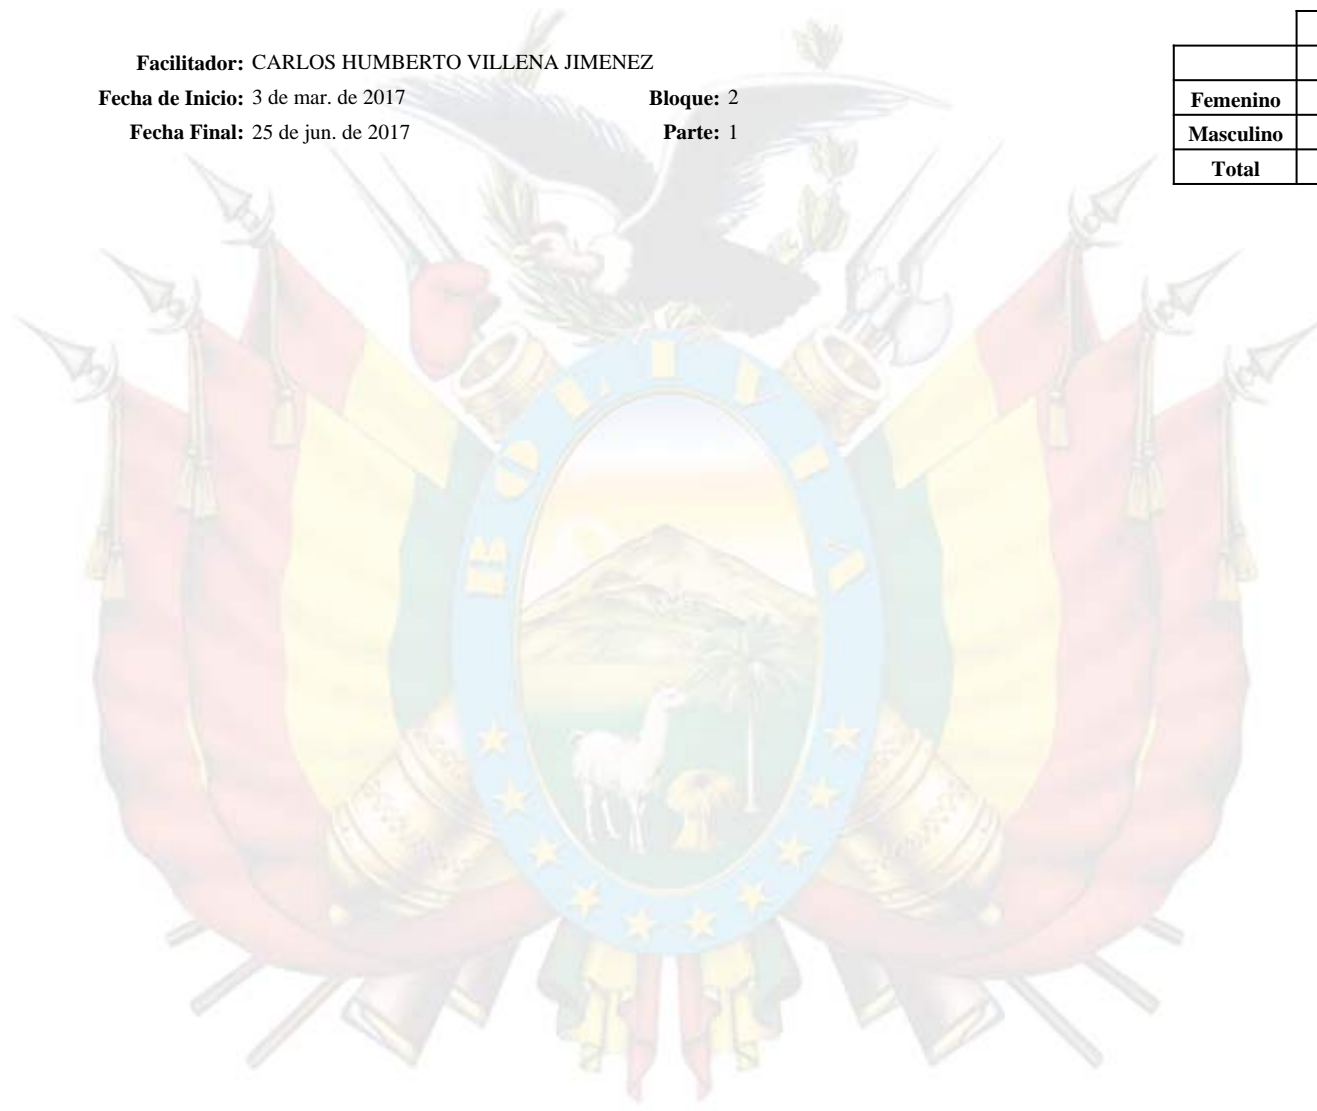 Facilitador: CARLOS HUMBERTO VILLENA JIMENEZ
Fecha de Inicio: 3 de mar. de 2017 Bloque: 2
Fecha Final: 25 de jun. de 2017 Parte: 1
Femenino
Masculino
Total
BOLIVIA